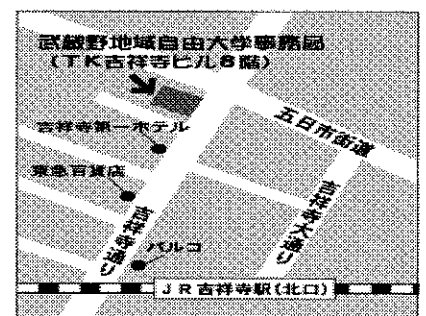 武蔵野地域自由大学事務局
(TK吉祥寺ビル8階)
五日市街道
吉祥寺第一ホテル
東急百貨店
吉祥寺通り
吉祥寺大通り
パルコ
JR吉祥寺駅(北口)